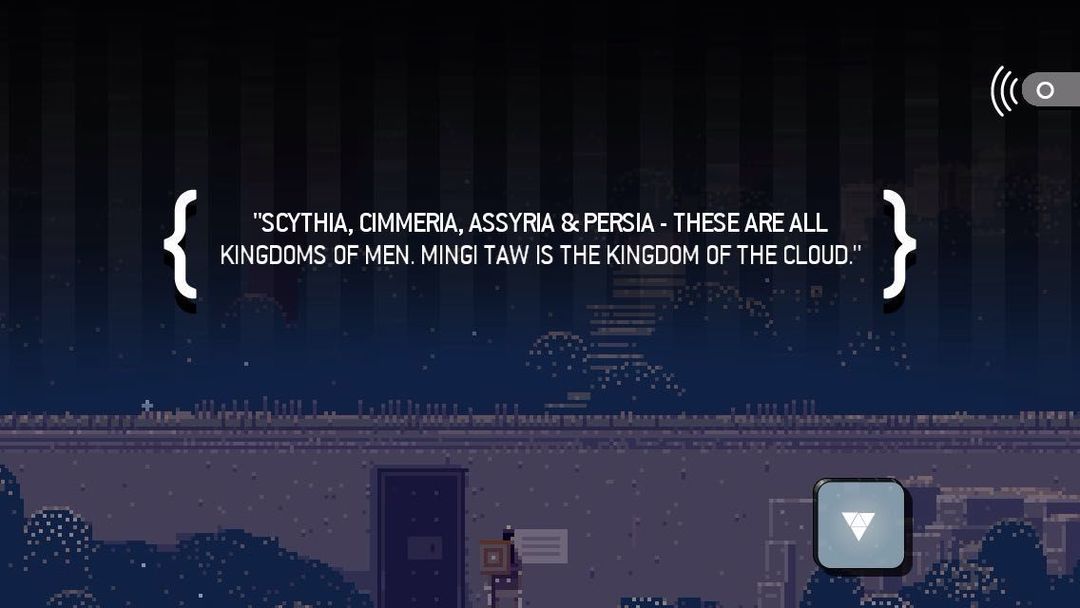 "SCYTHIA, CIMMERIA, ASSYRIA & PERSIA - THESE ARE ALL
KINGDOMS OF MEN. MINGI TAW IS THE KINGDOM OF THE CLOUD."